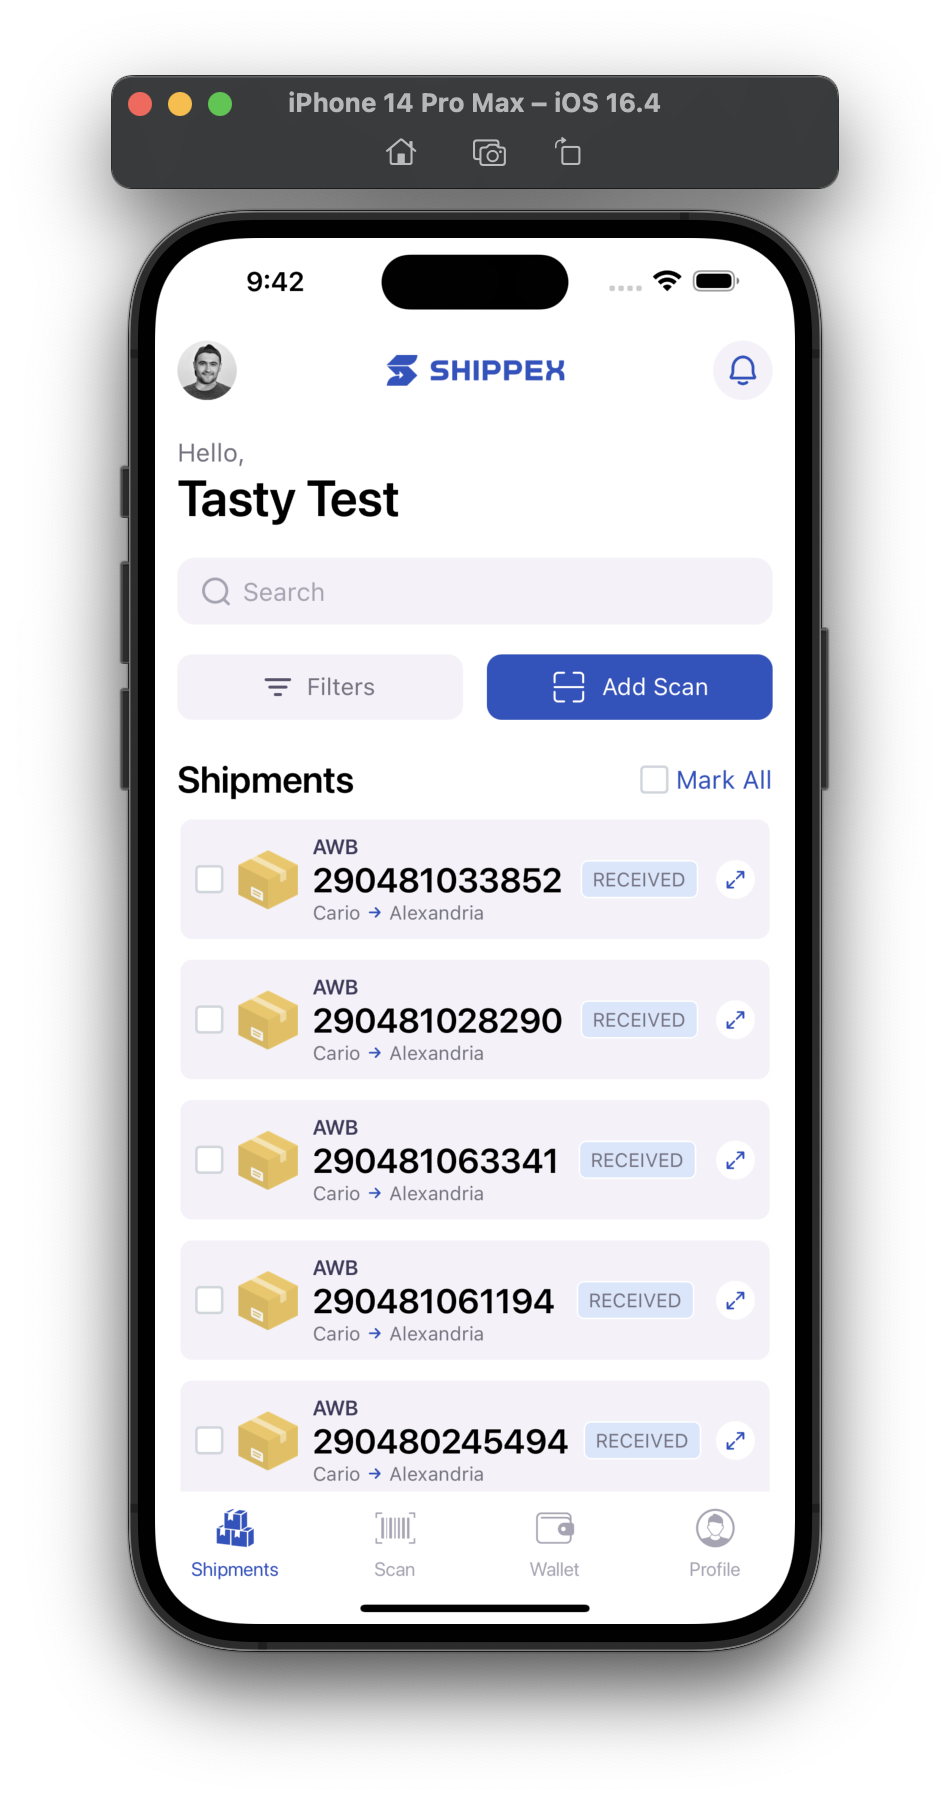 iPhone 14 Pro Max – iOS 16.4
9:42
SHIPPEX
Hello,
Tasty Test
Search
Filters
Add Scan
Shipments
Mark All
AWB
290481033852
RECEIVED
Cario → Alexandria
AWB
290481028290
RECEIVED
Cario → Alexandria
AWB
290481063341
RECEIVED
Cario → Alexandria
AWB
290481061194
RECEIVED
Cario → Alexandria
AWB
290480245494
RECEIVED
Cario → Alexandria
Shipments
Scan
Wallet
Profile